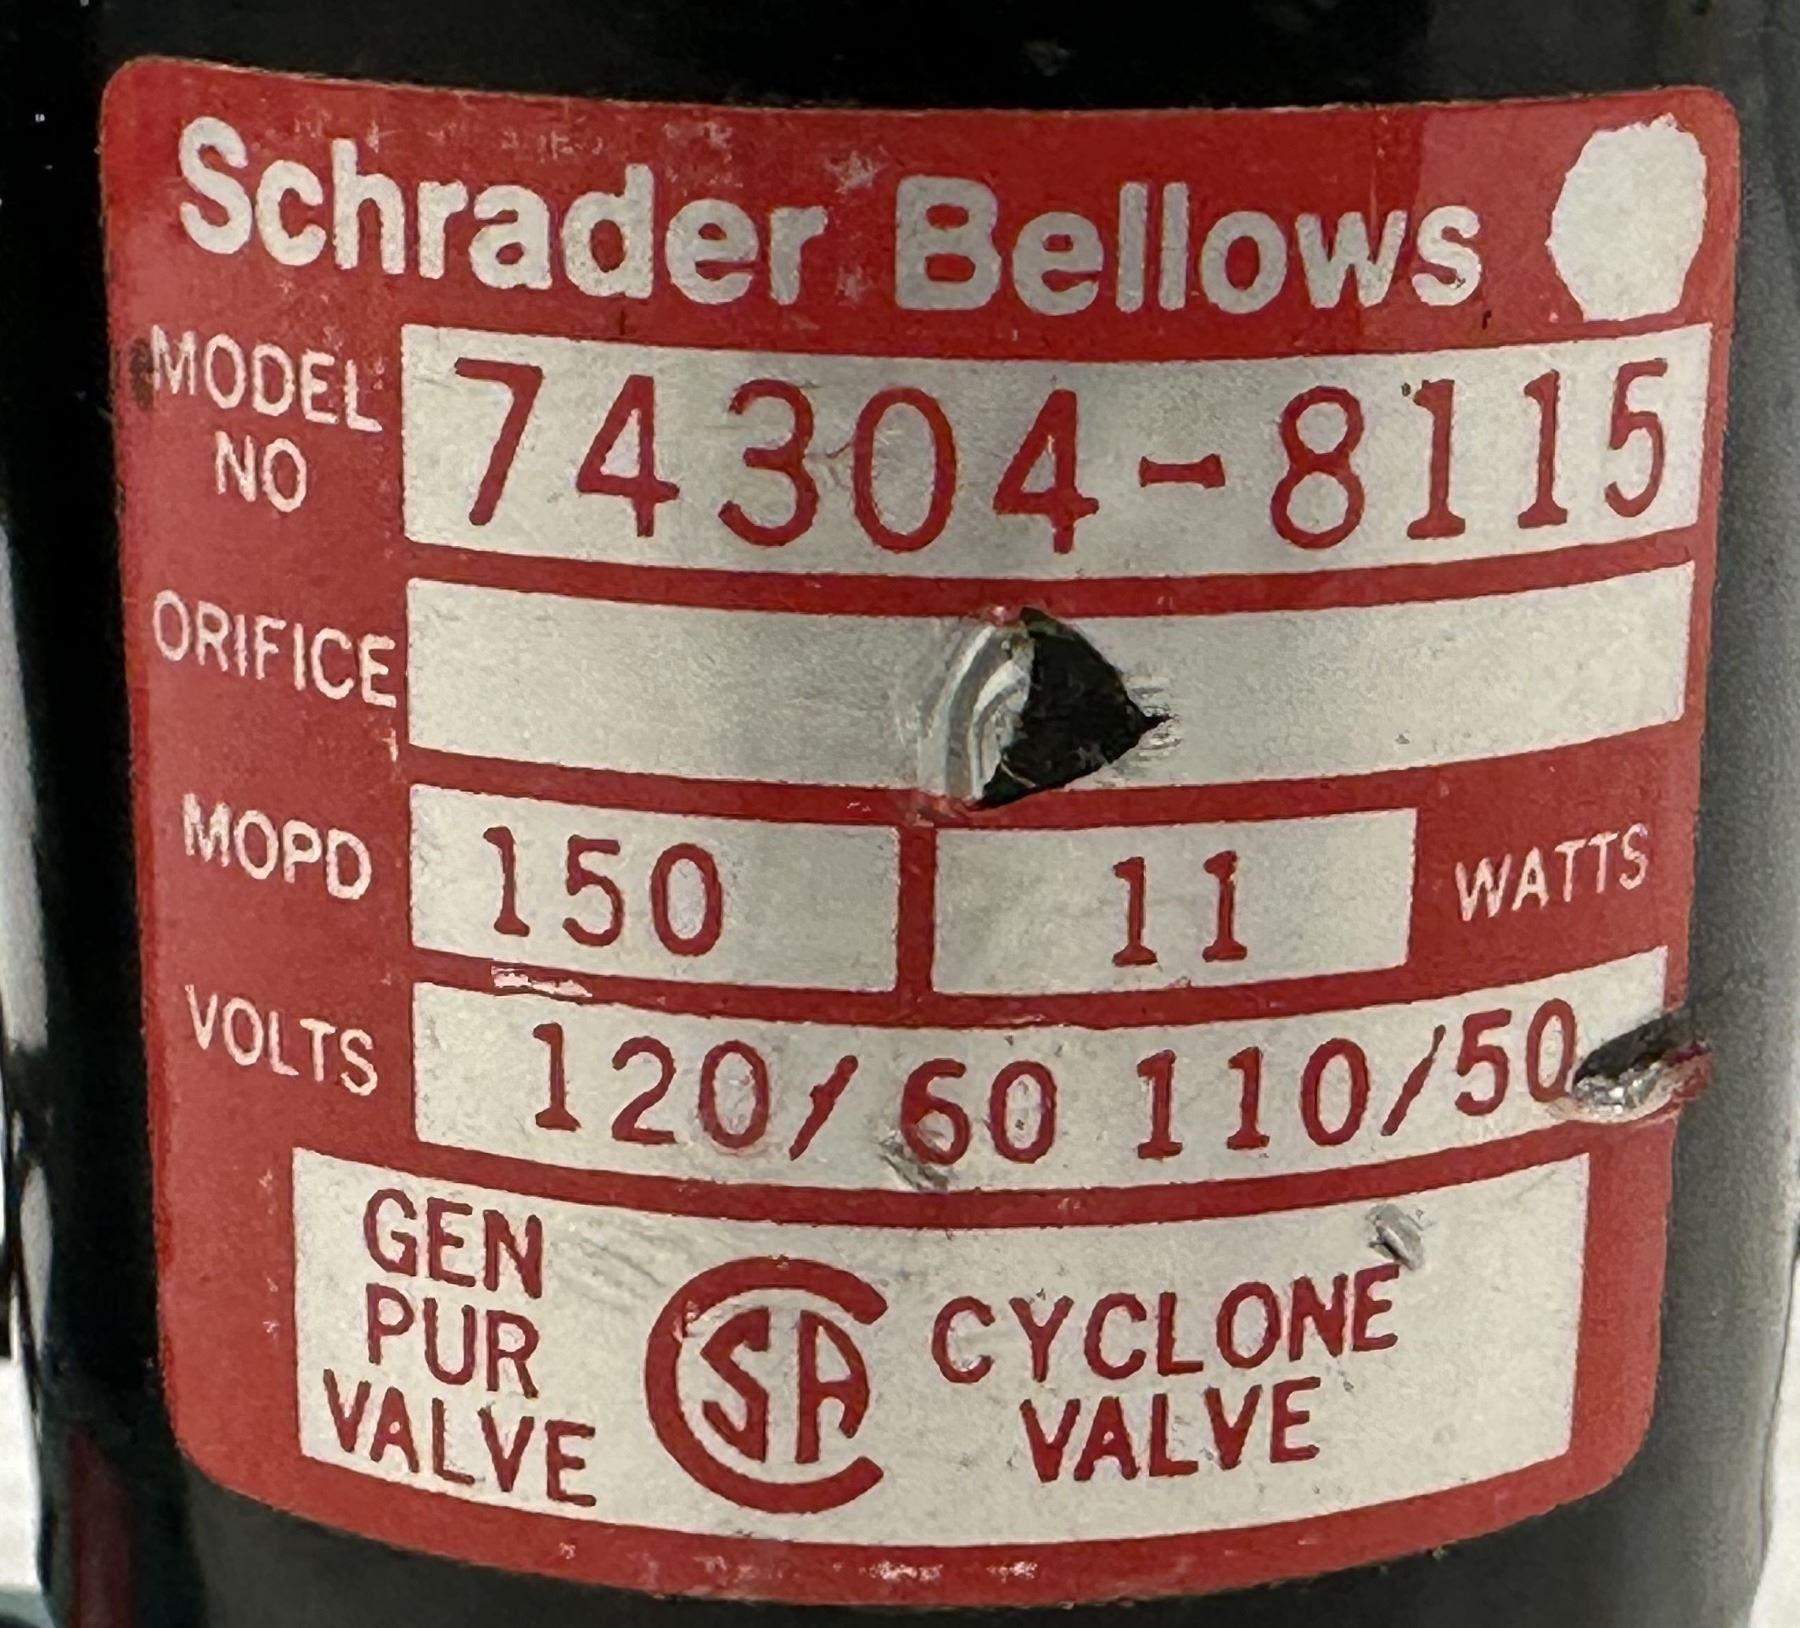 Schrader Bellows
MODEL NO 74304-8115
ORIFICE
MOPD 150 11 WATTS
VOLTS 120/60 110/50
GEN PUR VALVE
CSA
CYCLONE VALVE